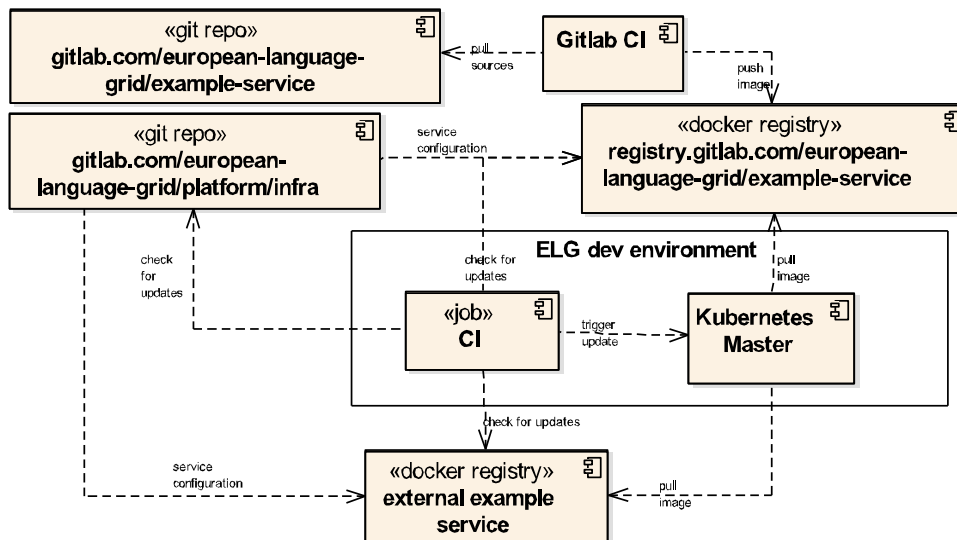 «git repo»
gitlab.com/european-language-
grid/example-service
pull
sources
Gitlab CI
push
image
«git repo»
gitlab.com/european-
language-grid/platform/infra
service
configuration
«docker registry»
registry.gitlab.com/european-
language-grid/example-service
check
for
updates
ELG dev environment
check for
updates
pull
image
«job»
CI
trigger
update
Kubernetes
Master
check for updates
service
configuration
«docker registry»
external example
service
pull
image